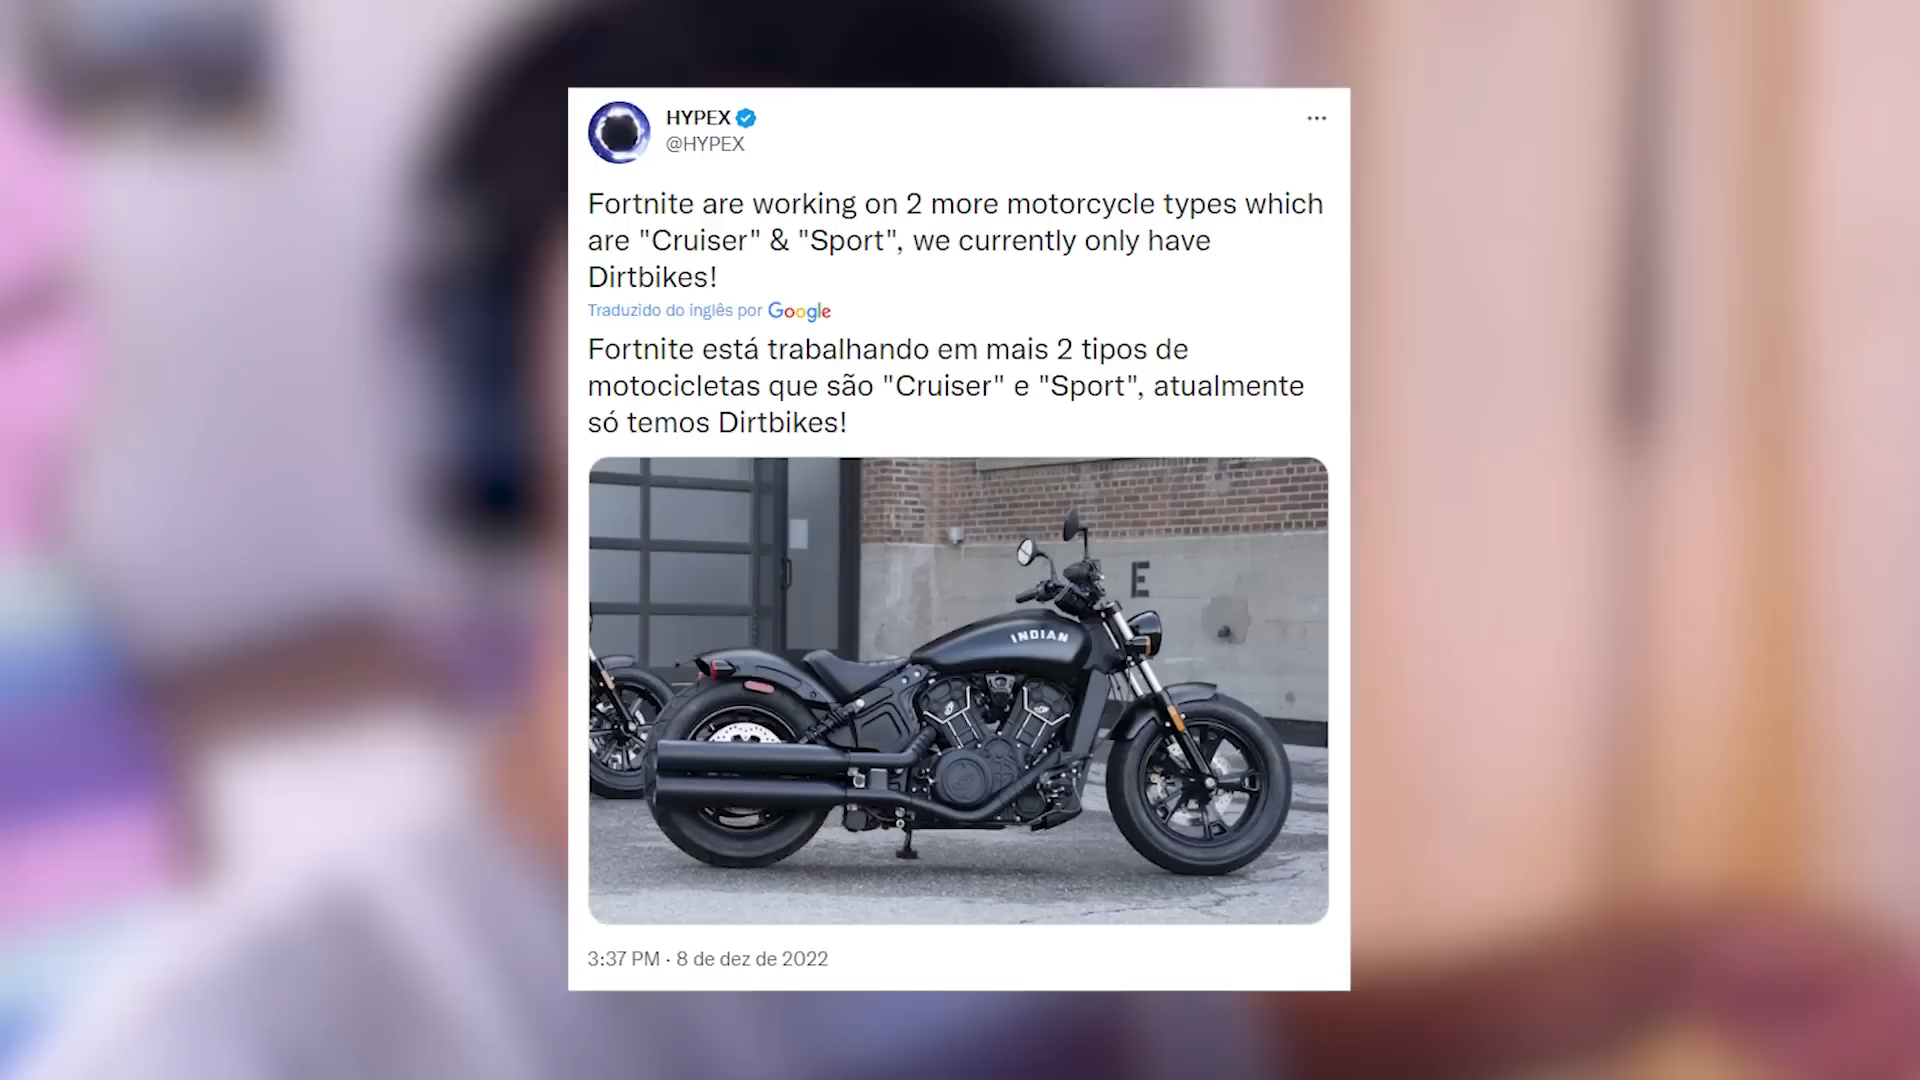 HYPEX
@HYPEX
Fortnite are working on 2 more motorcycle types which
are "Cruiser" & "Sport", we currently only have
Dirtbikes!
Traduzido do inglês por Google
Fortnite está trabalhando em mais 2 tipos de
motocicletas que são "Cruiser" e "Sport", atualmente
só temos Dirtbikes!
E
INDIAN
3:37 PM · 8 de dez de 2022